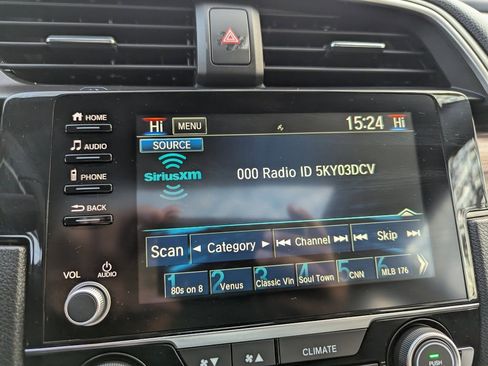 HOME
AUDIO
PHONE
BACK
VOL AUDIO
Hi MENU 15:24 Hi
SOURCE
SiriusXM
000 Radio ID 5KY03DCV
Scan ◄ Category ► |◄◄ Channel ►►| |◄◄ Skip ►►|
1 2 3 4 5 6
80s on 8 Venus Classic Vin Soul Town CNN MLB 176
CLIMATE
PUSH